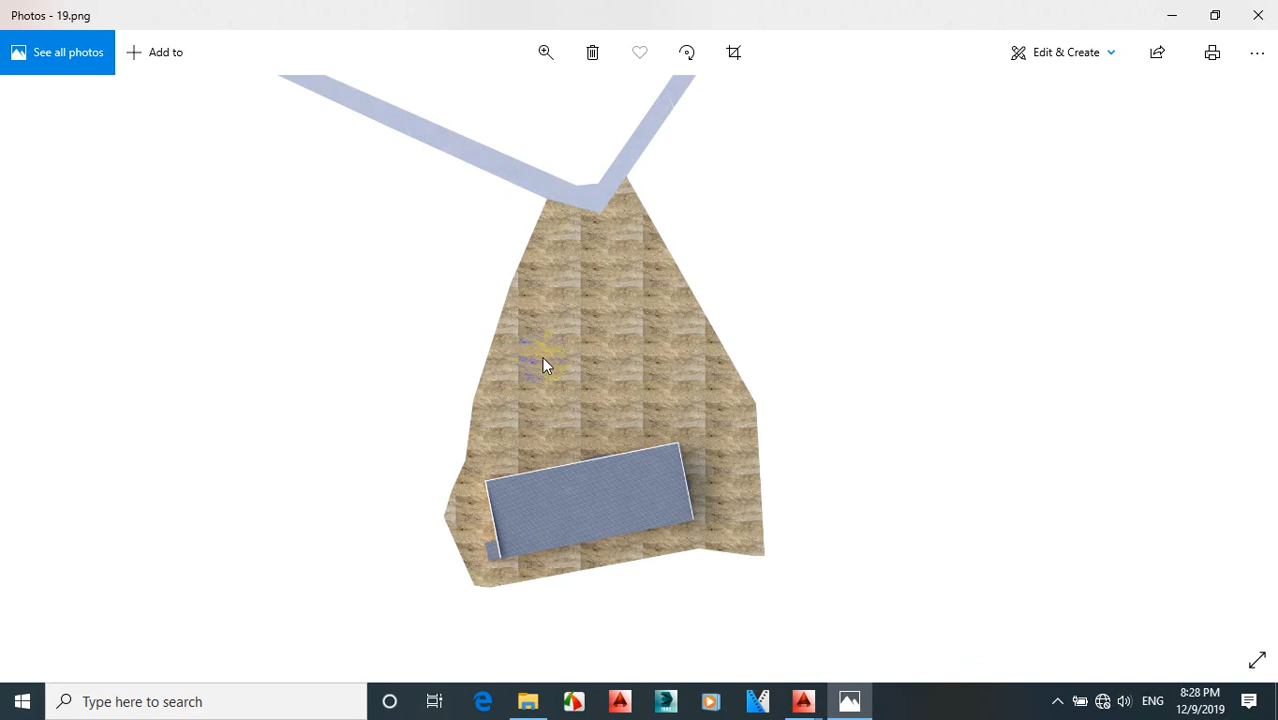 Photos - 19.png
See all photos
Add to
Edit & Create
Type here to search
ENG
8:28 PM
12/9/2019